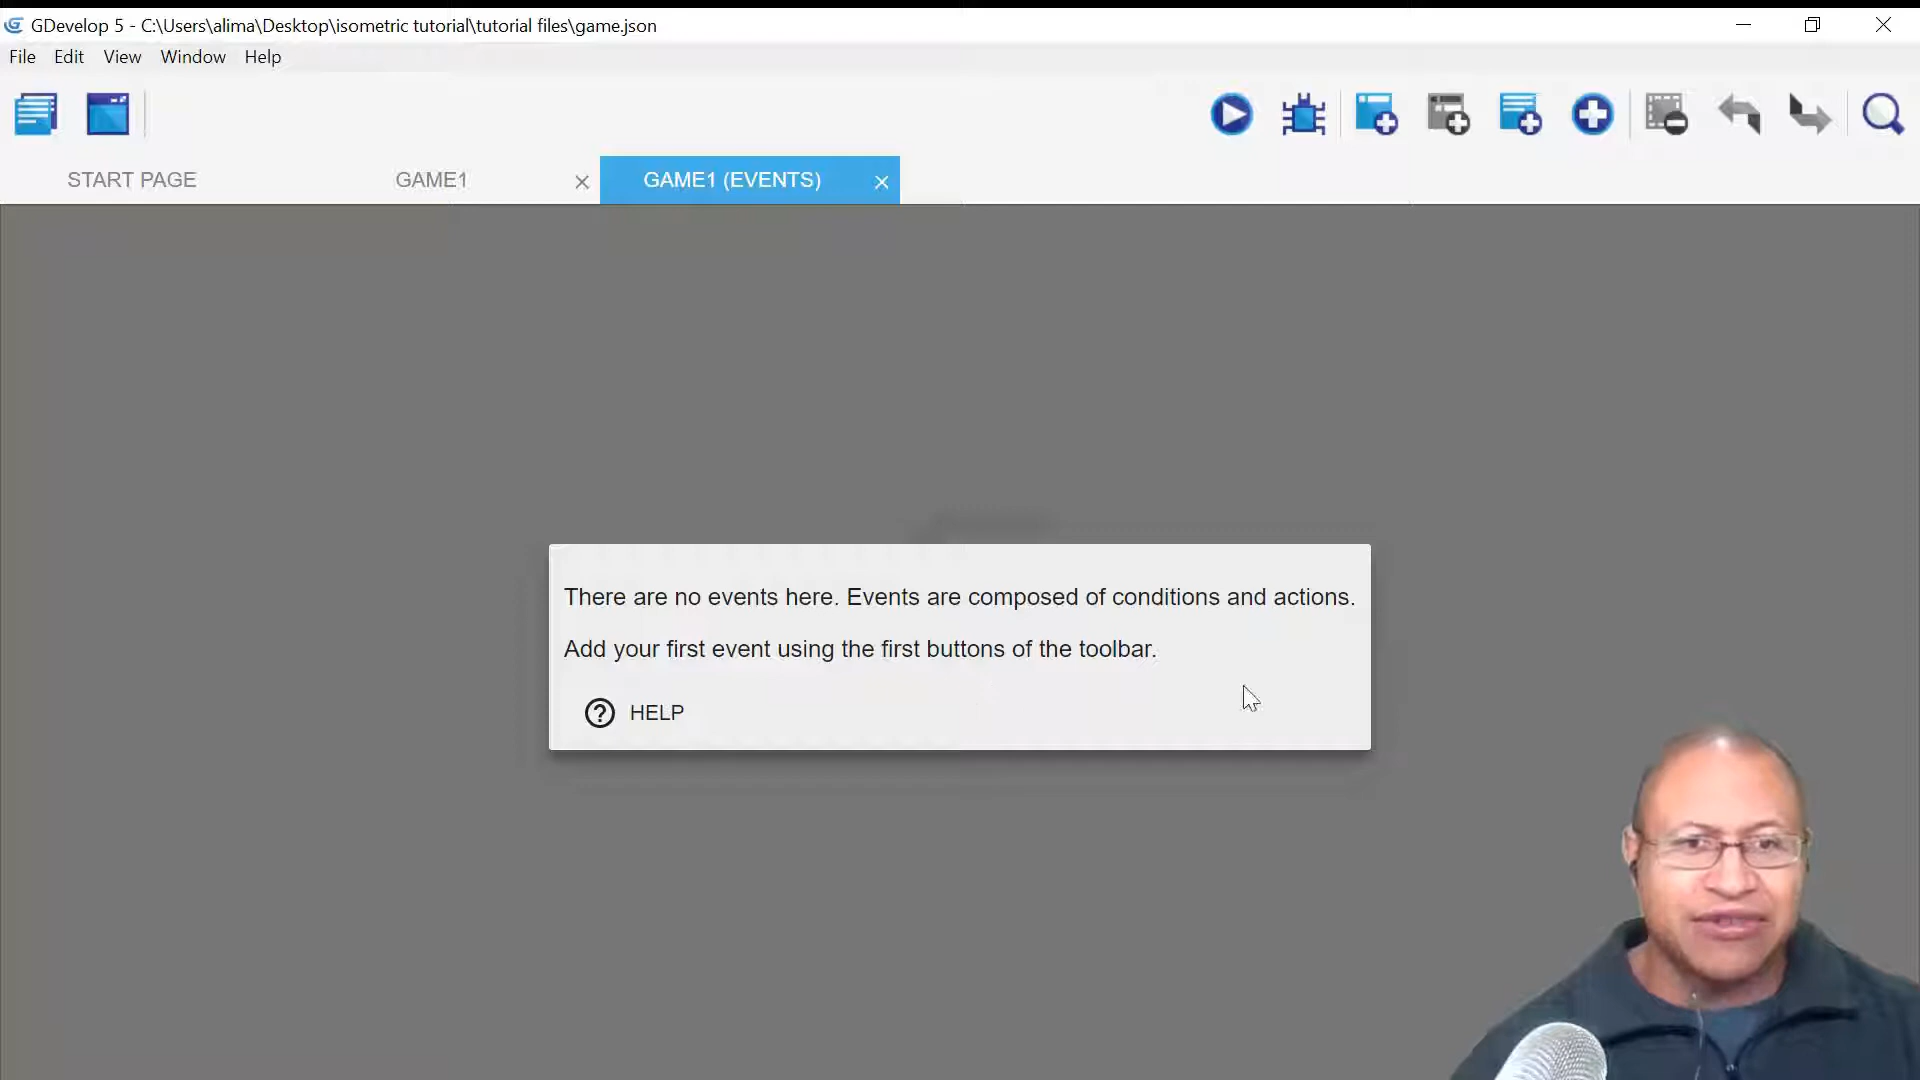 GDevelop 5 - C:\Users\alima\Desktop\isometric tutorial\tutorial files\game.json
File Edit View Window Help
START PAGE GAME1 GAME1 (EVENTS)
There are no events here. Events are composed of conditions and actions.
Add your first event using the first buttons of the toolbar.
HELP